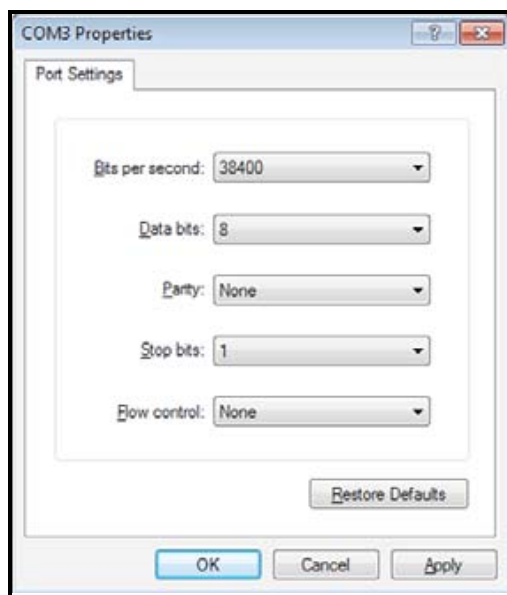 COM3 Properties
Port Settings
Bits per second: 38400
Data bits: 8
Parity: None
Stop bits: 1
Flow control: None
Restore Defaults
OK Cancel Apply